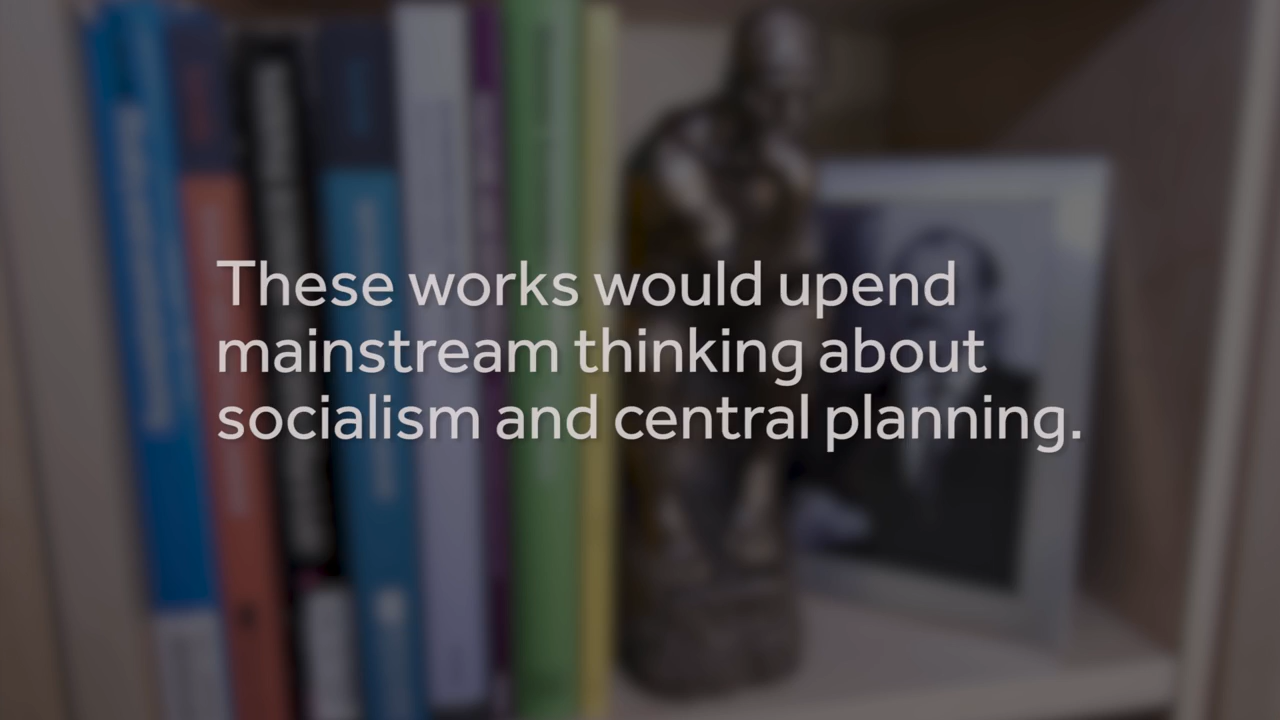 These works would upend
mainstream thinking about
socialism and central planning.